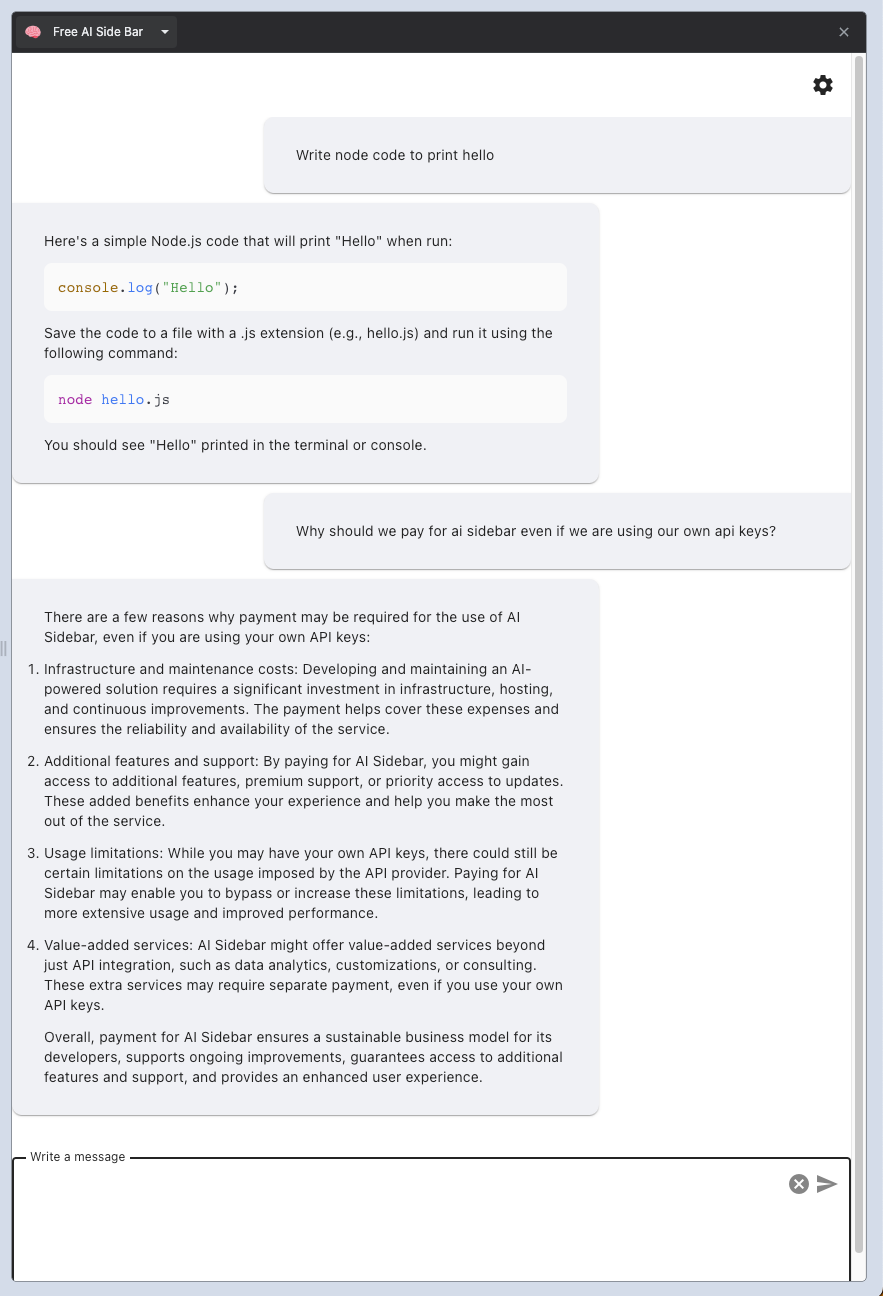 Free AI Side Bar
Write node code to print hello
Here's a simple Node.js code that will print "Hello" when run:
console.log("Hello");
Save the code to a file with a .js extension (e.g., hello.js) and run it using the
following command:
node hello.js
You should see "Hello" printed in the terminal or console.
Why should we pay for ai sidebar even if we are using our own api keys?
There are a few reasons why payment may be required for the use of AI
Sidebar, even if you are using your own API keys:
1. Infrastructure and maintenance costs: Developing and maintaining an AI-
powered solution requires a significant investment in infrastructure, hosting,
and continuous improvements. The payment helps cover these expenses and
ensures the reliability and availability of the service.
2. Additional features and support: By paying for AI Sidebar, you might gain
access to additional features, premium support, or priority access to updates.
These added benefits enhance your experience and help you make the most
out of the service.
3. Usage limitations: While you may have your own API keys, there could still be
certain limitations on the usage imposed by the API provider. Paying for AI
Sidebar may enable you to bypass or increase these limitations, leading to
more extensive usage and improved performance.
4. Value-added services: AI Sidebar might offer value-added services beyond
just API integration, such as data analytics, customizations, or consulting.
These extra services may require separate payment, even if you use your own
API keys.
Overall, payment for AI Sidebar ensures a sustainable business model for its
developers, supports ongoing improvements, guarantees access to additional
features and support, and provides an enhanced user experience.
Write a message